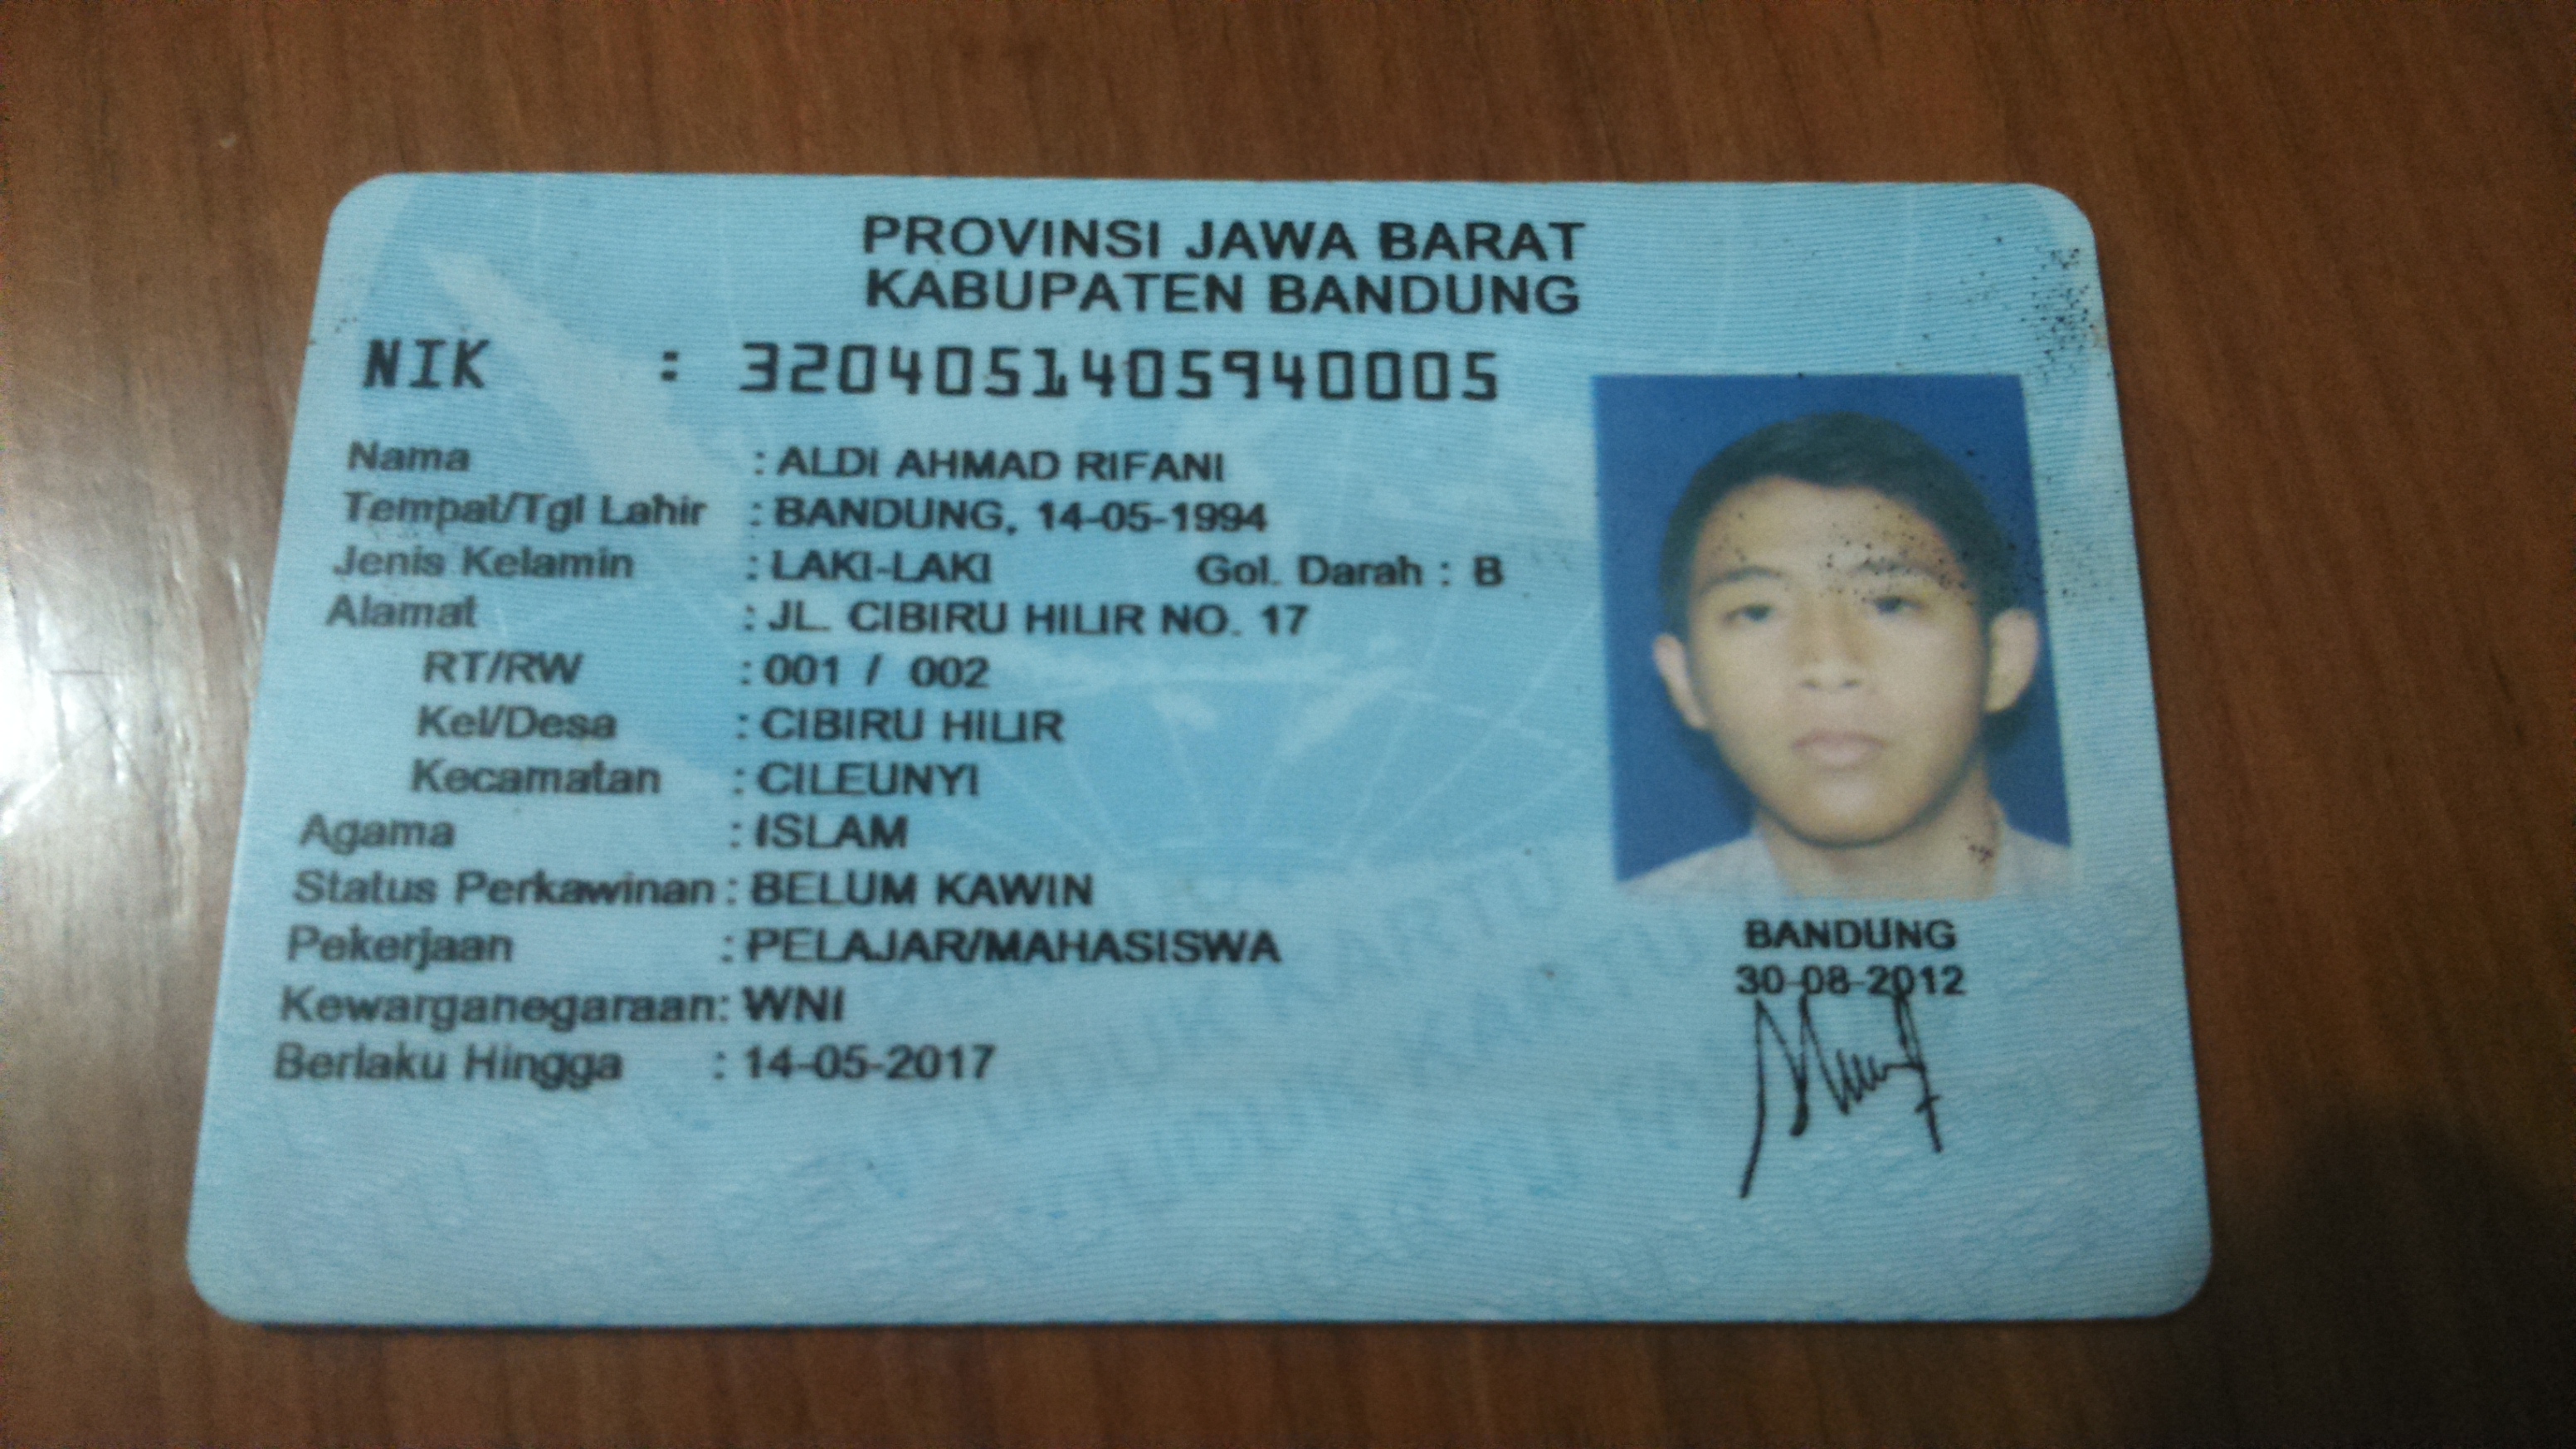 PROVINSI JAWA BARAT
KABUPATEN BANDUNG
NIK : 3204051405940005
Nama : ALDI AHMAD RIFANI
Tempat/Tgl Lahir : BANDUNG, 14-05-1994
Jenis Kelamin : LAKI-LAKI Gol. Darah : B
Alamat : JL. CIBIRU HILIR NO. 17
RT/RW : 001 / 002
Kel/Desa : CIBIRU HILIR
Kecamatan : CILEUNYI
Agama : ISLAM
Status Perkawinan : BELUM KAWIN
Pekerjaan : PELAJAR/MAHASISWA
Kewarganegaraan: WNI
Berlaku Hingga : 14-05-2017
BANDUNG
30-08-2012